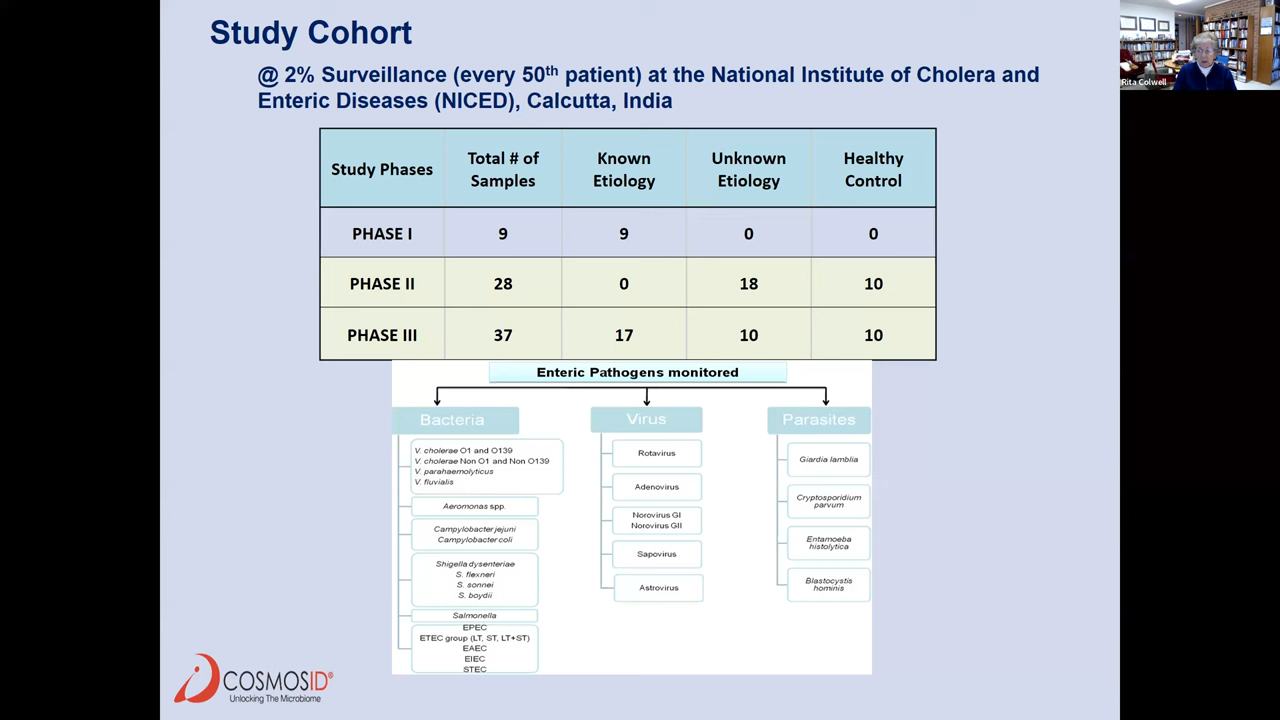 Study Cohort
@ 2% Surveillance (every 50th patient) at the National Institute of Cholera and
Enteric Diseases (NICED), Calcutta, India
Rita Colwell
Study Phases
Total # of
Samples
Known
Etiology
Unknown
Etiology
Healthy
Control
PHASE I 9 9 0 0
PHASE II 28 0 18 10
PHASE III 37 17 10 10
Enteric Pathogens monitored
Bacteria
V. cholerae O1 and O139
V. cholerae Non O1 and Non O139
V. parahaemolyticus
V. fluvialis
Aeromonas spp.
Campylobacter jejuni
Campylobacter coli
Shigella dysenteriae
S. flexneri
S. sonnei
S. boydii
Salmonella
EPEC
ETEC group (LT, ST, LT+ST)
EAEC
EIEC
STEC
Virus
Rotavirus
Adenovirus
Norovirus GI
Norovirus GII
Sapovirus
Astrovirus
Parasites
Giardia lamblia
Cryptosporidium
parvum
Entamoeba
histolytica
Blastocystis
hominis
COSMOSID®
Unlocking The Microbiome